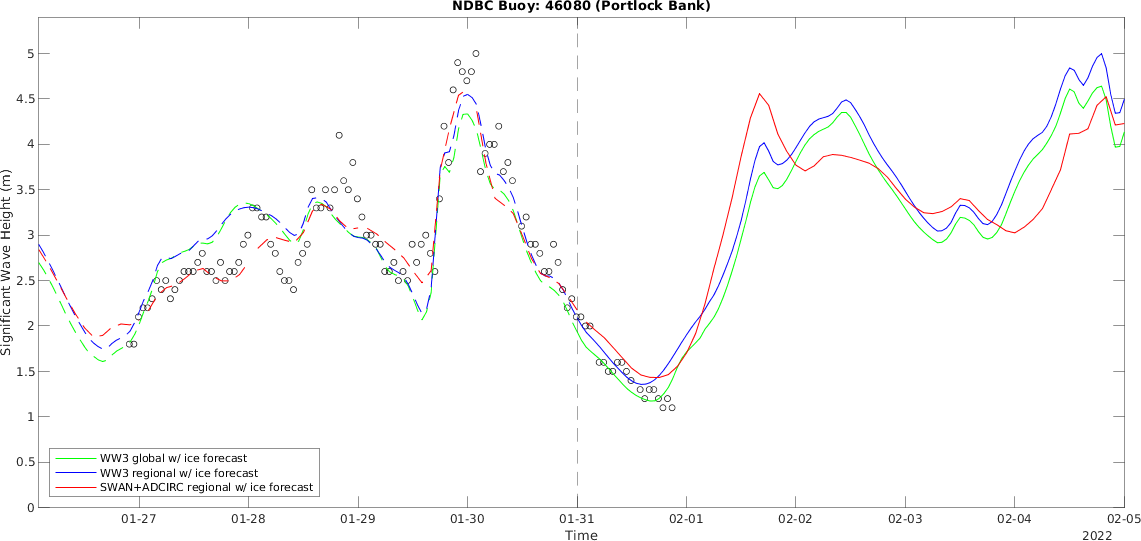 NDBC Buoy: 46080 (Portlock Bank)
5
4.5
4
3.5
3
2.5
2
1.5
1
0.5
0
Significant Wave Height (m)
WW3 global w/ ice forecast
WW3 regional w/ ice forecast
SWAN+ADCIRC regional w/ ice forecast
01-27 01-28 01-29 01-30 01-31 02-01 02-02 02-03 02-04 02-05
Time
2022